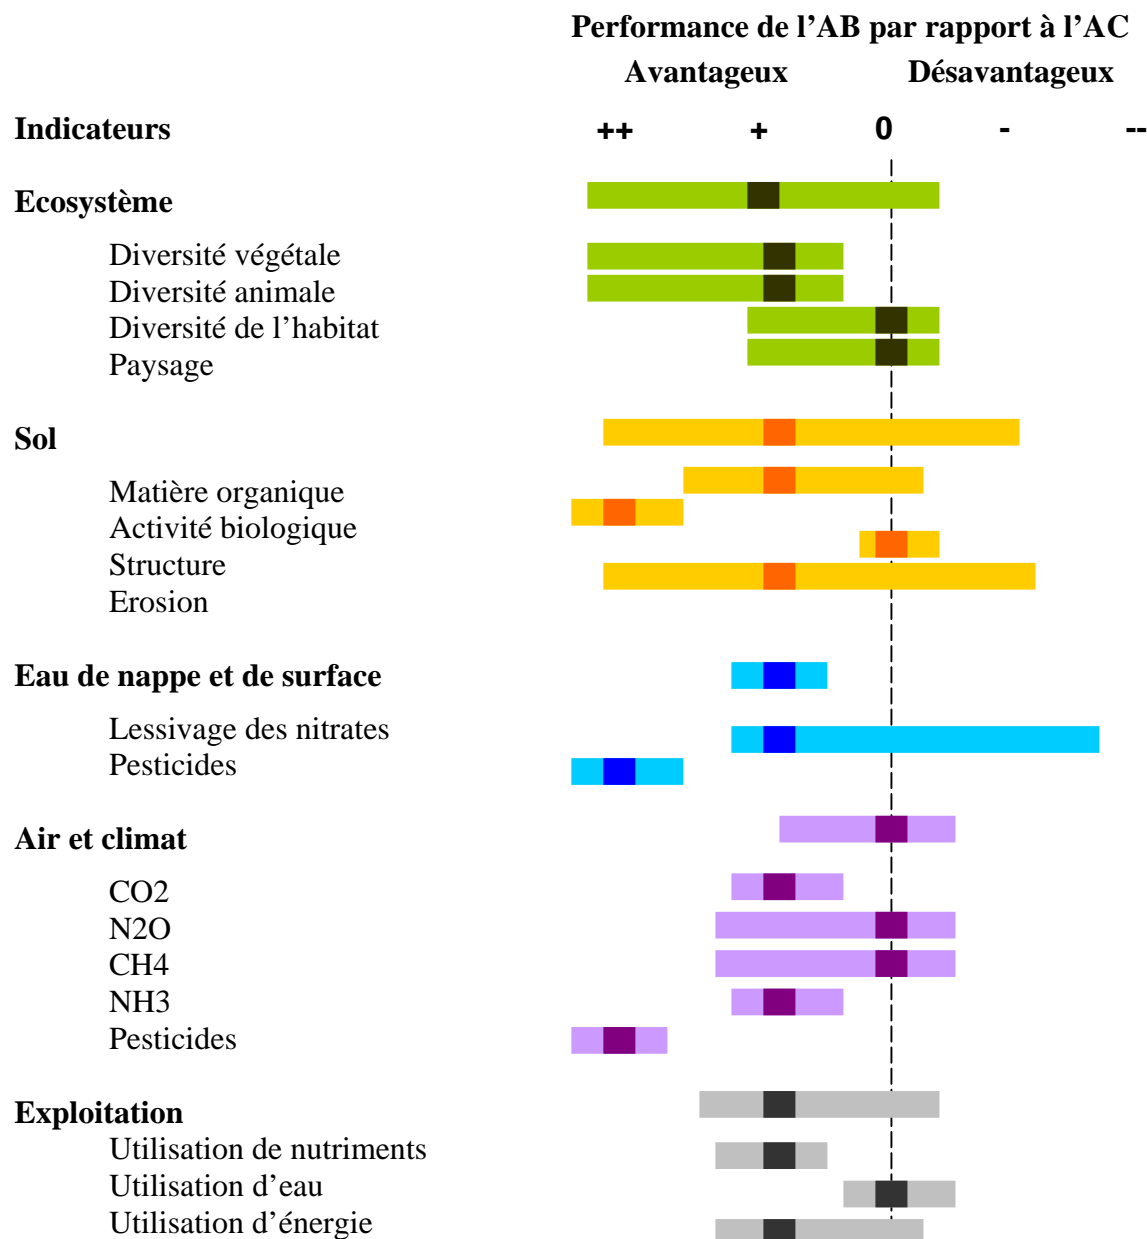 Performance de l’AB par rapport à l’AC
Avantageux Désavantageux
Indicateurs ++ + 0 - --
Ecosystème
Diversité végétale
Diversité animale
Diversité de l’habitat
Paysage
Sol
Matière organique
Activité biologique
Structure
Erosion
Eau de nappe et de surface
Lessivage des nitrates
Pesticides
Air et climat
CO2
N2O
CH4
NH3
Pesticides
Exploitation
Utilisation de nutriments
Utilisation d’eau
Utilisation d’énergie